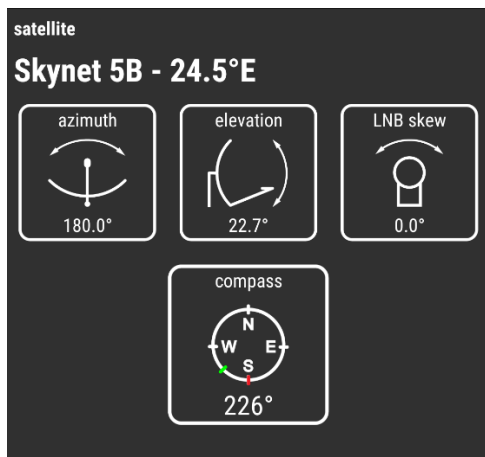 satellite
Skynet 5B - 24.5°E
azimuth
180.0°
elevation
22.7°
LNB skew
0.0°
compass
N
W E
S
226°